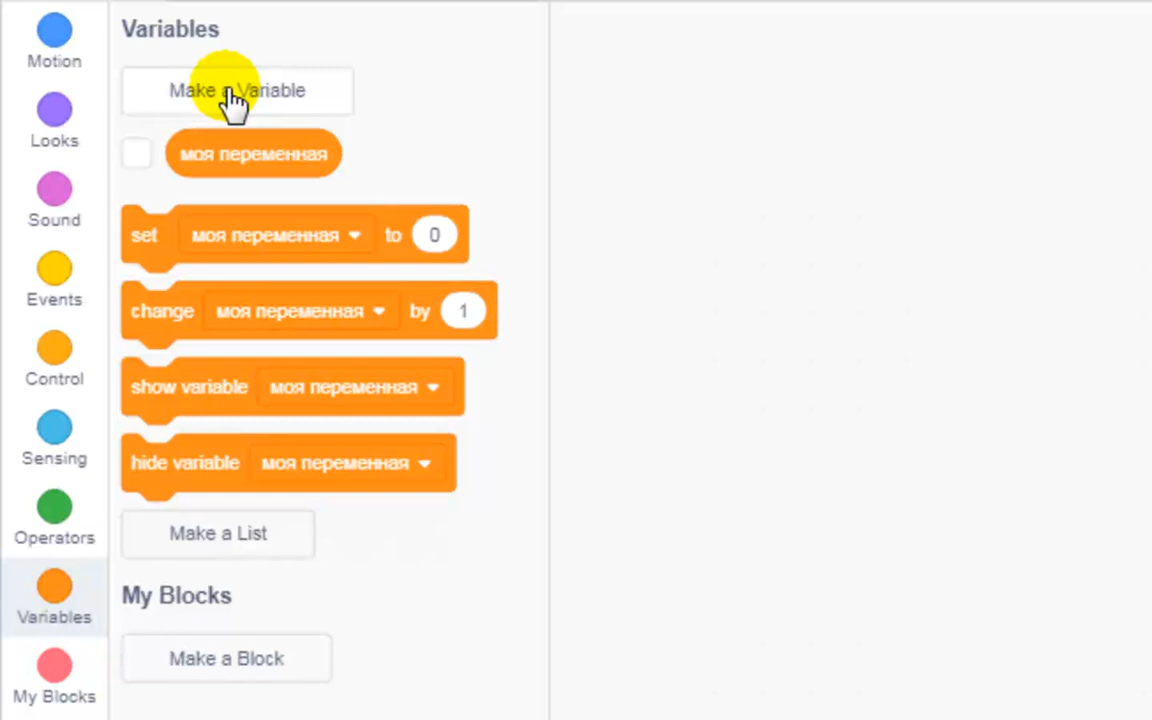 Motion
Looks
Sound
Events
Control
Sensing
Operators
Variables
My Blocks
Variables
Make a Variable
моя переменная
set моя переменная to 0
change моя переменная by 1
show variable моя переменная
hide variable моя переменная
Make a List
My Blocks
Make a Block